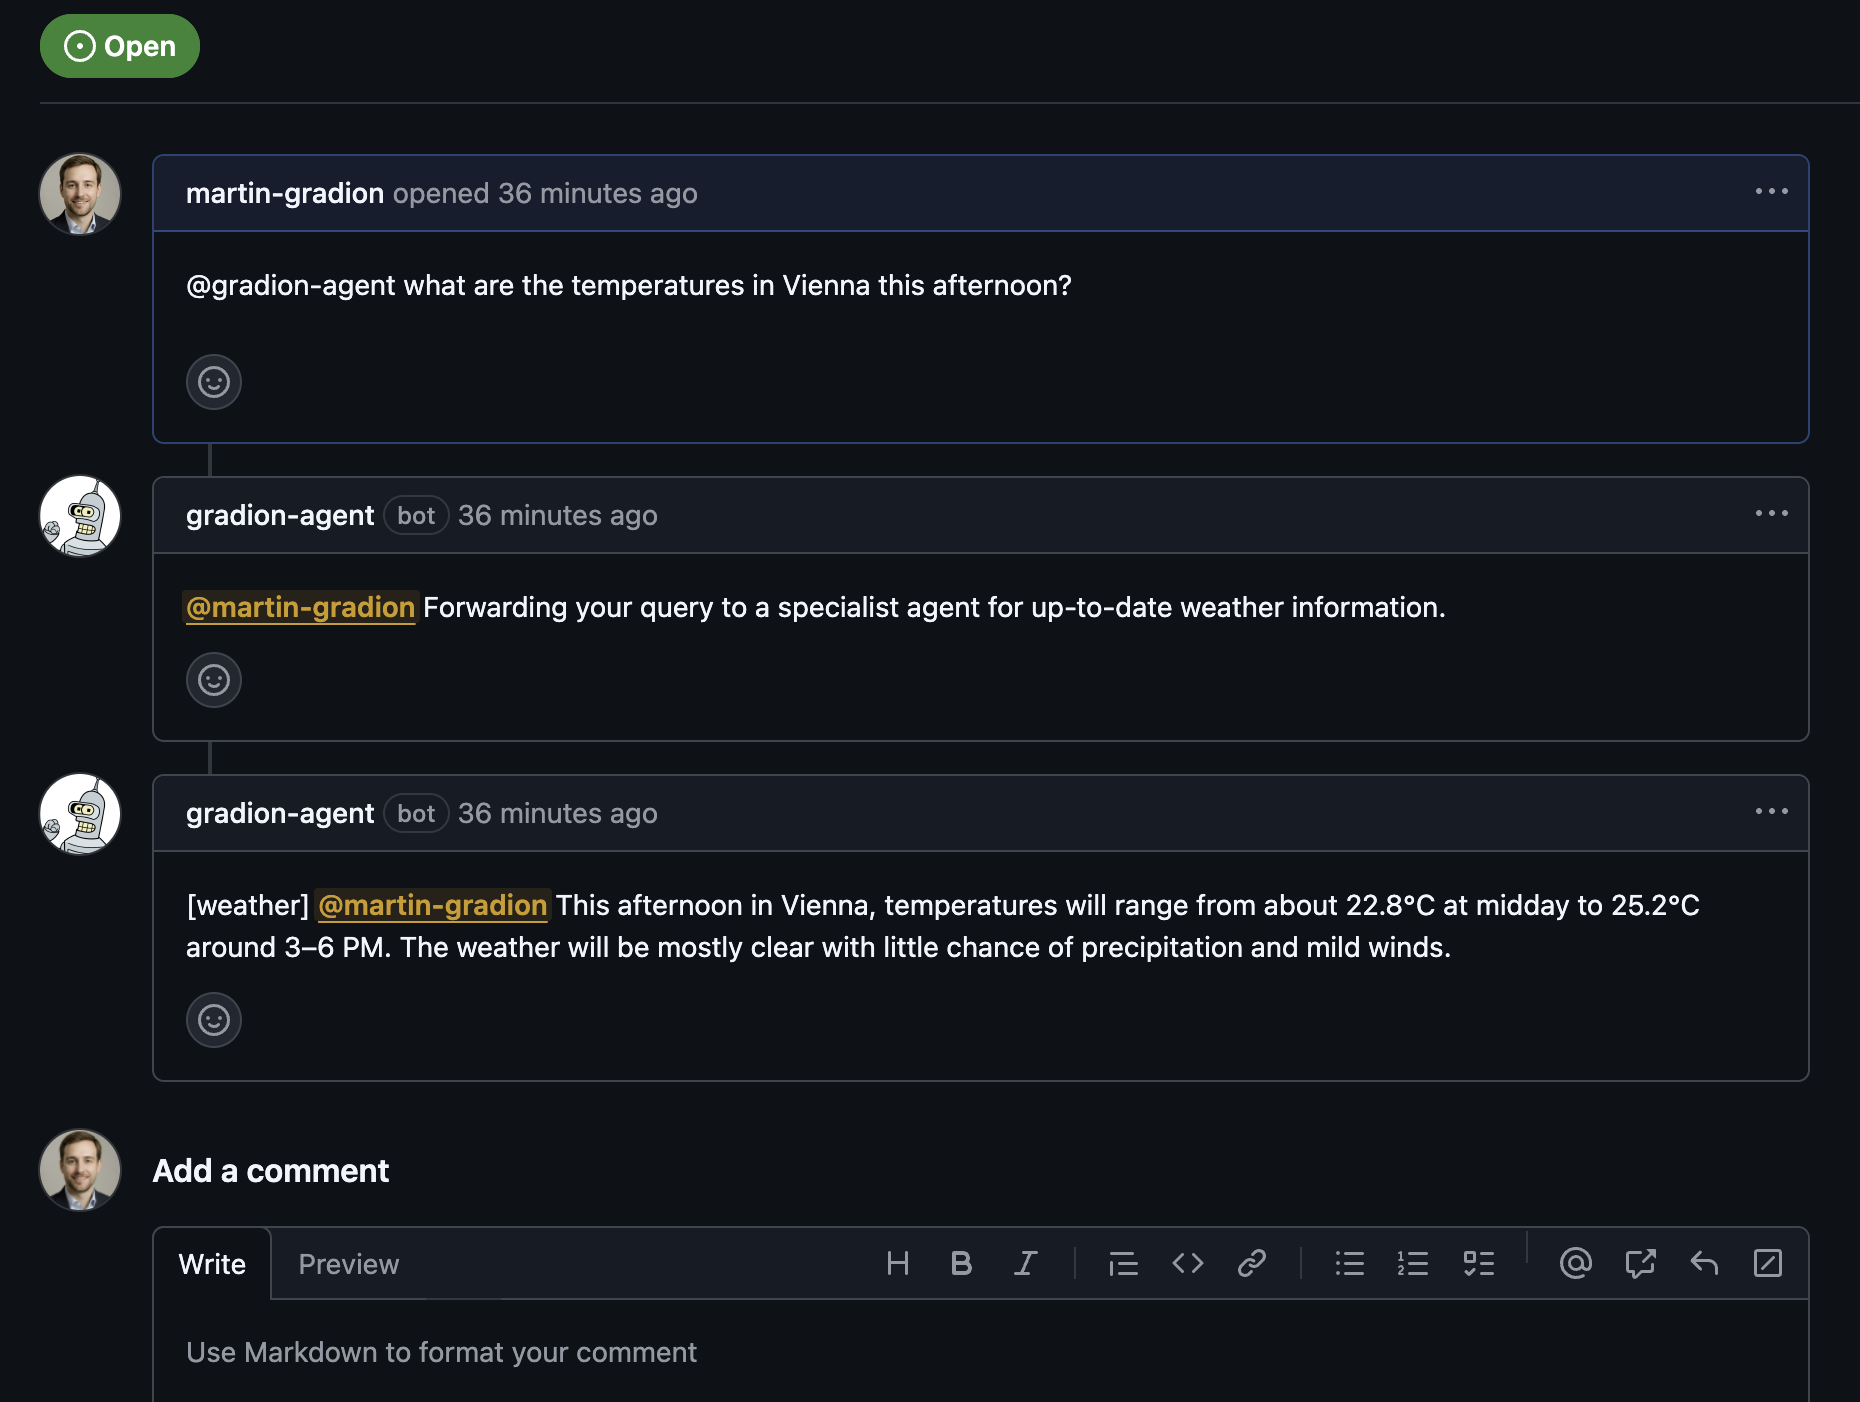 Open
martin-gradion opened 36 minutes ago
@gradion-agent what are the temperatures in Vienna this afternoon?
gradion-agent bot 36 minutes ago
@martin-gradion Forwarding your query to a specialist agent for up-to-date weather information.
gradion-agent bot 36 minutes ago
[weather] @martin-gradion This afternoon in Vienna, temperatures will range from about 22.8°C at midday to 25.2°C
around 3–6 PM. The weather will be mostly clear with little chance of precipitation and mild winds.
Add a comment
Write Preview
Use Markdown to format your comment